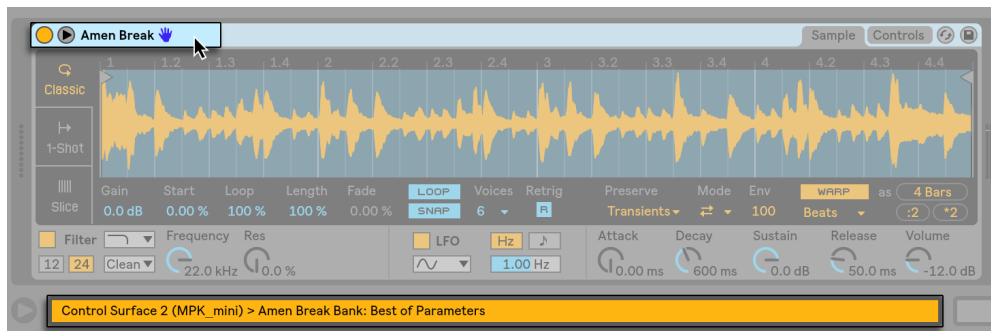 Amen Break
Sample Controls
1 1.2 1.3 1.4 2 2.2 2.3 2.4 3 3.2 3.3 3.4 4 4.2 4.3 4.4
Classic
1-Shot
Slice
Gain Start Loop Length Fade LOOP Voices Retrig Preserve Mode Env WARP as 4 Bars
0.0 dB 0.00 % 100 % 100 % 0.00 % SNAP 6 R Transients 100 Beats :2 *2
Filter Frequency Res LFO Hz Attack Decay Sustain Release Volume
12 24 Clean 22.0 kHz 0.0 % 1.00 Hz 0.00 ms 600 ms 0.0 dB 50.0 ms -12.0 dB
Control Surface 2 (MPK_mini) > Amen Break Bank: Best of Parameters